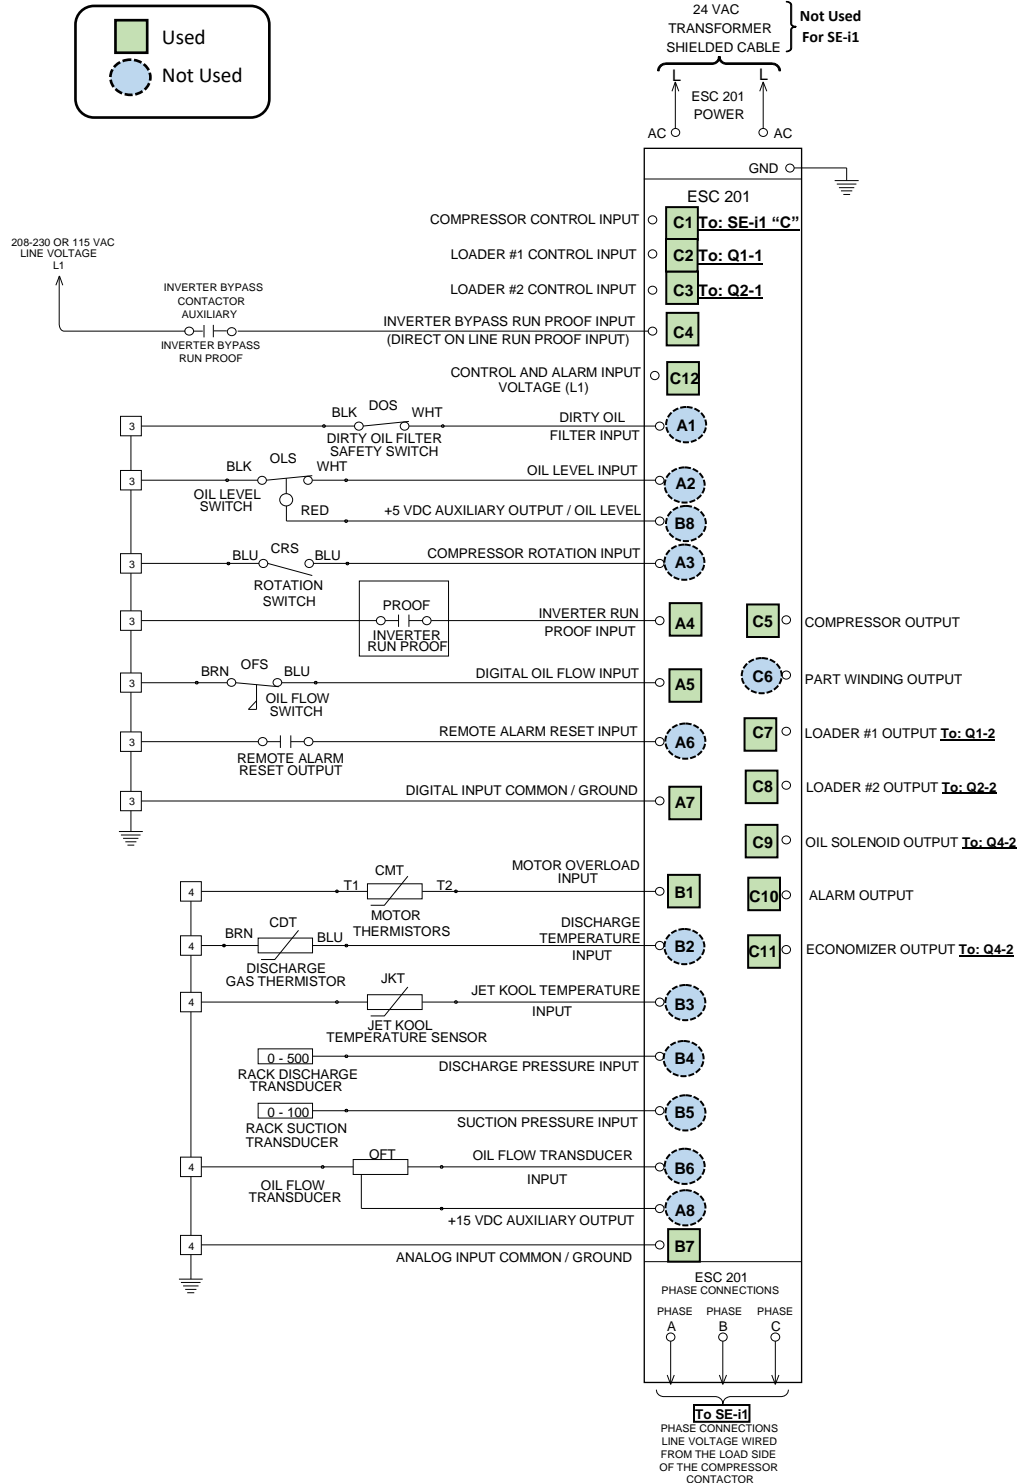 Used
Not Used
24 VAC
TRANSFORMER
SHIELDED CABLE
Not Used
For SE-i1
L
L
ESC 201
POWER
AC
AC
GND
ESC 201
COMPRESSOR CONTROL INPUT
C1 To: SE-i1 “C”
LOADER #1 CONTROL INPUT
C2 To: Q1-1
LOADER #2 CONTROL INPUT
C3 To: Q2-1
208-230 OR 115 VAC
LINE VOLTAGE
L1
INVERTER BYPASS
CONTACTOR
AUXILIARY
INVERTER BYPASS
RUN PROOF
INVERTER BYPASS RUN PROOF INPUT
(DIRECT ON LINE RUN PROOF INPUT)
C4
CONTROL AND ALARM INPUT
VOLTAGE (L1)
C12
3
BLK DOS WHT
DIRTY OIL FILTER
SAFETY SWITCH
DIRTY OIL
FILTER INPUT
A1
3
BLK OLS WHT
OIL LEVEL
SWITCH
OIL LEVEL INPUT
A2
RED
+5 VDC AUXILIARY OUTPUT / OIL LEVEL
B8
3
BLU CRS BLU
ROTATION
SWITCH
COMPRESSOR ROTATION INPUT
A3
3
PROOF
INVERTER
RUN PROOF
INVERTER RUN
PROOF INPUT
A4
C5 COMPRESSOR OUTPUT
3
BRN OFS BLU
OIL FLOW
SWITCH
DIGITAL OIL FLOW INPUT
A5
C6 PART WINDING OUTPUT
3
REMOTE ALARM
RESET OUTPUT
REMOTE ALARM RESET INPUT
A6
C7 LOADER #1 OUTPUT To: Q1-2
3
DIGITAL INPUT COMMON / GROUND
A7
C8 LOADER #2 OUTPUT To: Q2-2
C9 OIL SOLENOID OUTPUT To: Q4-2
4
T1 CMT T2
MOTOR
THERMISTORS
MOTOR OVERLOAD
INPUT
B1
C10 ALARM OUTPUT
4
BRN CDT BLU
DISCHARGE
GAS THERMISTOR
DISCHARGE
TEMPERATURE
INPUT
B2
C11 ECONOMIZER OUTPUT To: Q4-2
4
JKT
JET KOOL
TEMPERATURE SENSOR
JET KOOL TEMPERATURE
INPUT
B3
0 - 500
RACK DISCHARGE
TRANSDUCER
DISCHARGE PRESSURE INPUT
B4
0 - 100
RACK SUCTION
TRANSDUCER
SUCTION PRESSURE INPUT
B5
4
OFT
OIL FLOW
TRANSDUCER
OIL FLOW TRANSDUCER
INPUT
B6
+15 VDC AUXILIARY OUTPUT
A8
4
ANALOG INPUT COMMON / GROUND
B7
ESC 201
PHASE CONNECTIONS
PHASE PHASE PHASE
A B C
To SE-i1
PHASE CONNECTIONS
LINE VOLTAGE WIRED
FROM THE LOAD SIDE
OF THE COMPRESSOR
CONTACTOR